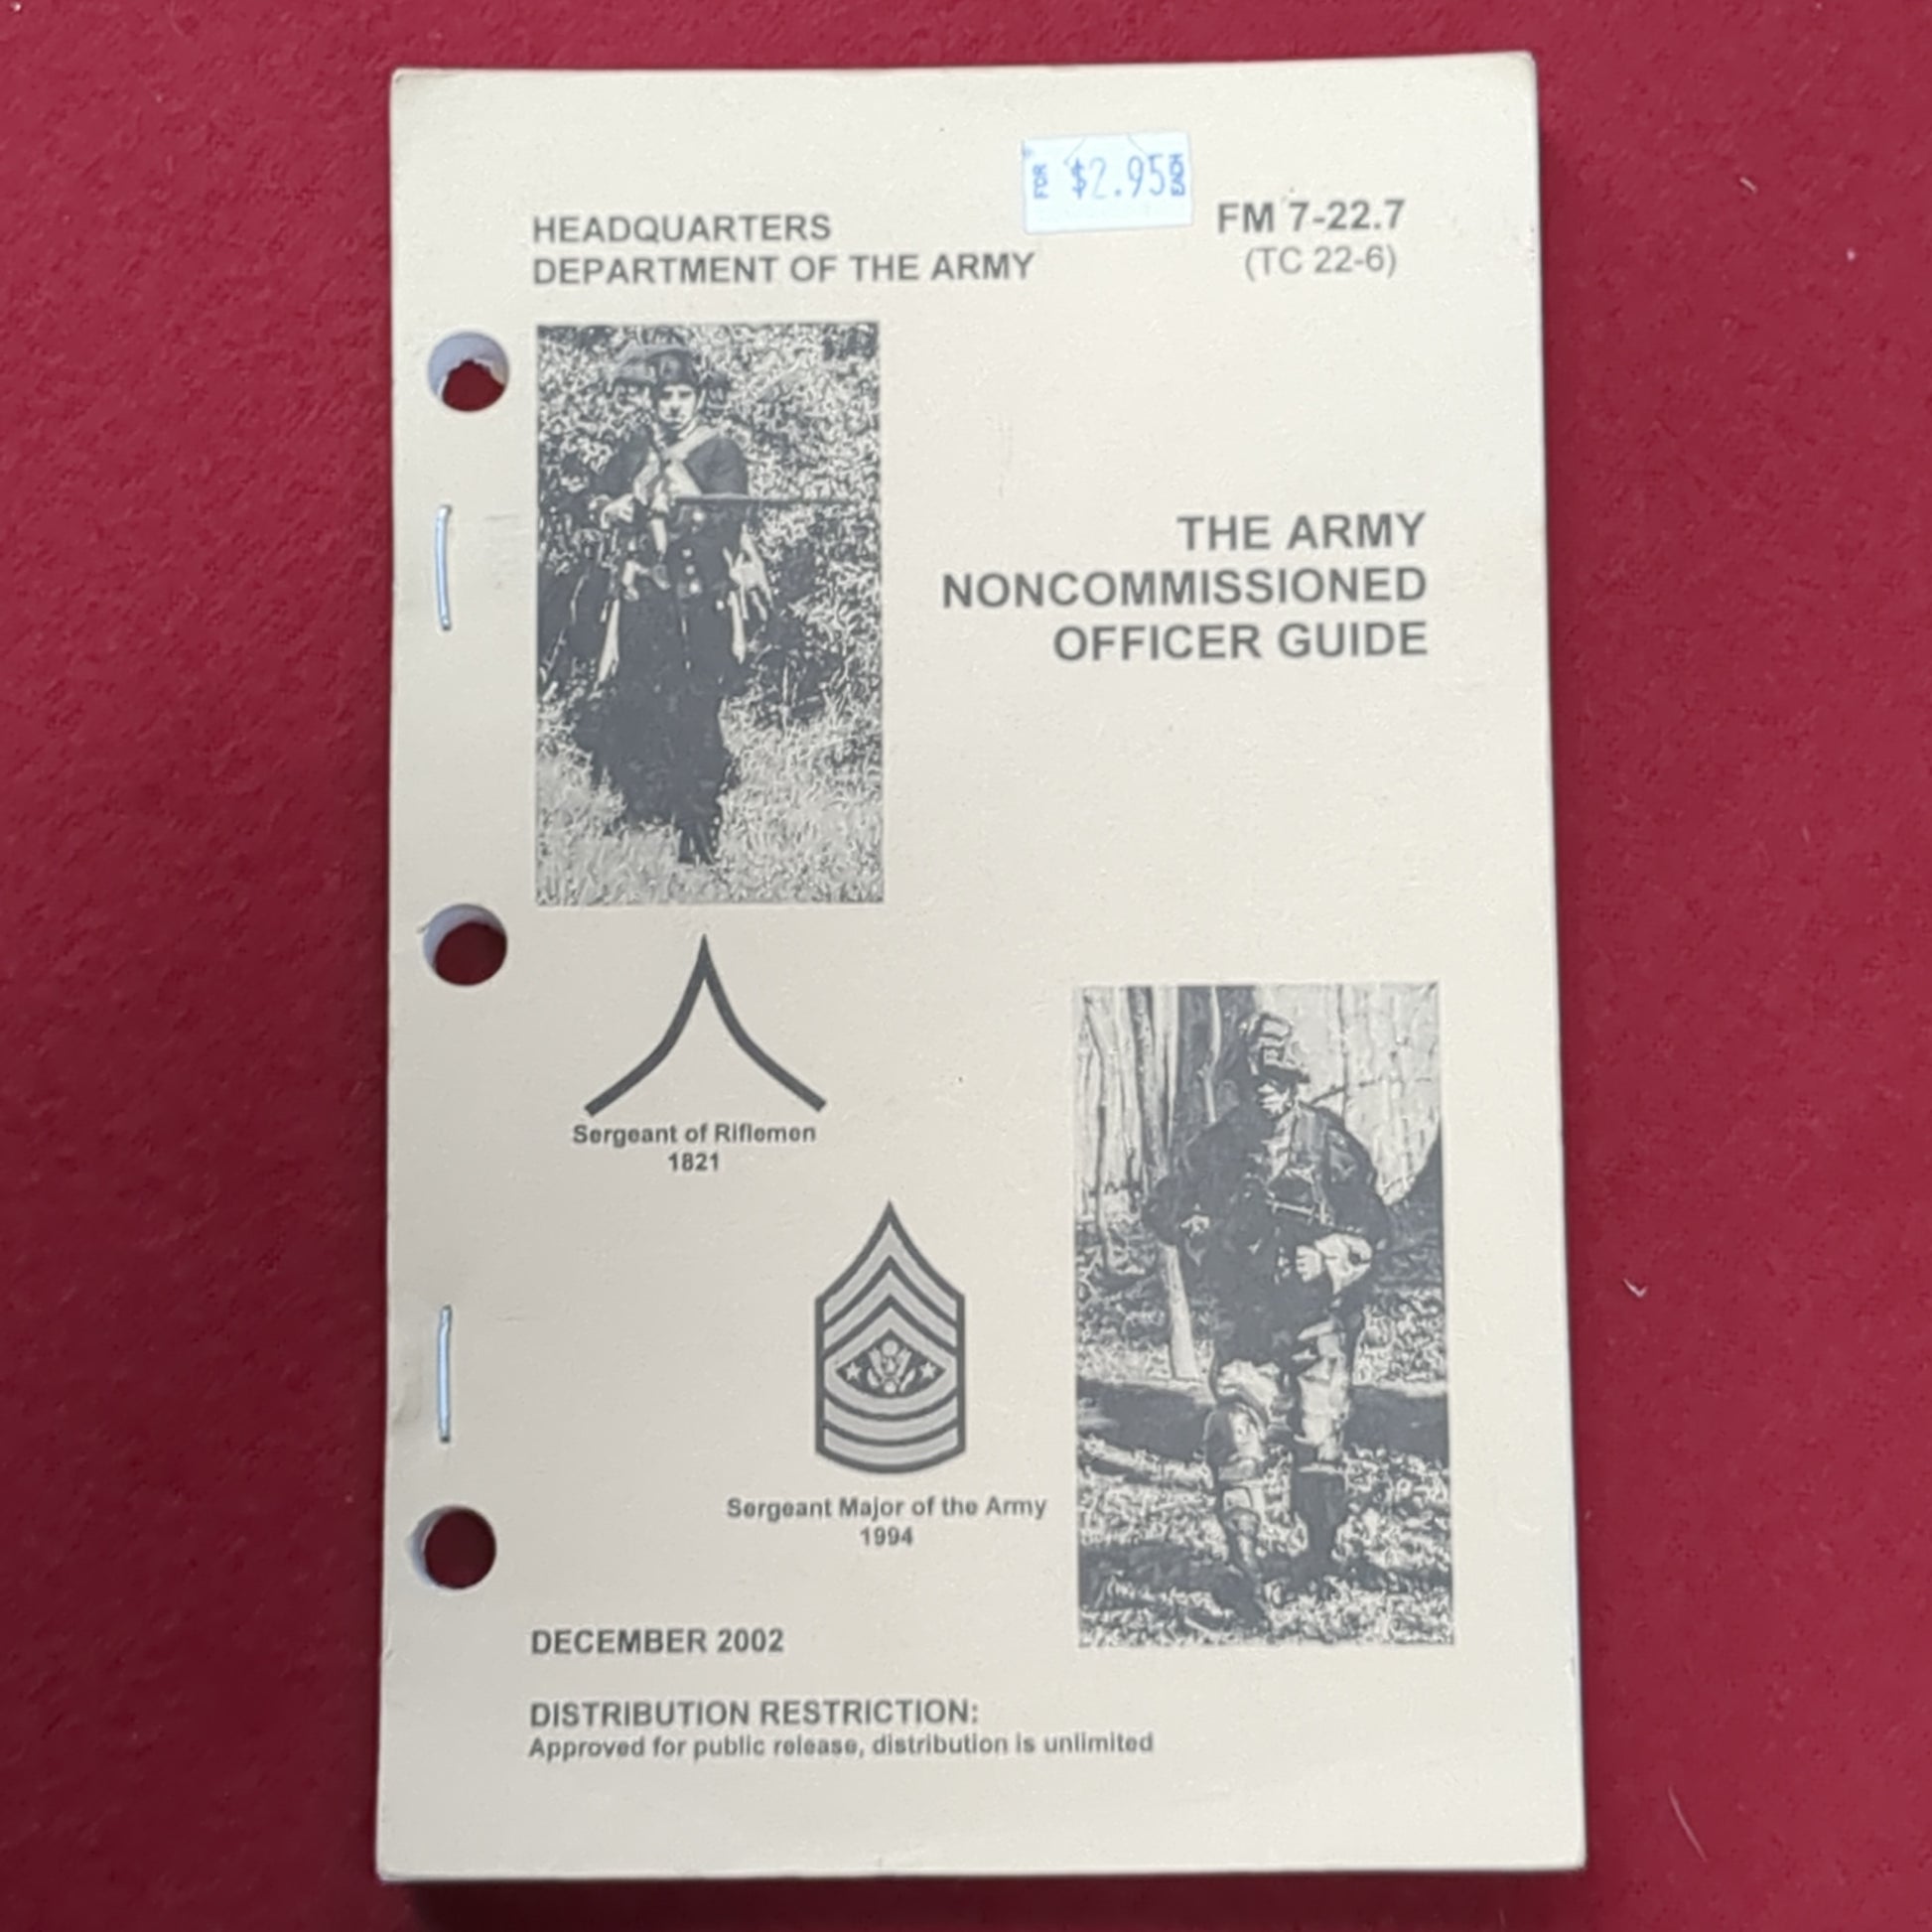 FOR $2.95 EACH
HEADQUARTERS
DEPARTMENT OF THE ARMY
FM 7-22.7
(TC 22-6)
THE ARMY
NONCOMMISSIONED
OFFICER GUIDE
Sergeant of Riflemen
1821
Sergeant Major of the Army
1994
DECEMBER 2002
DISTRIBUTION RESTRICTION:
Approved for public release, distribution is unlimited